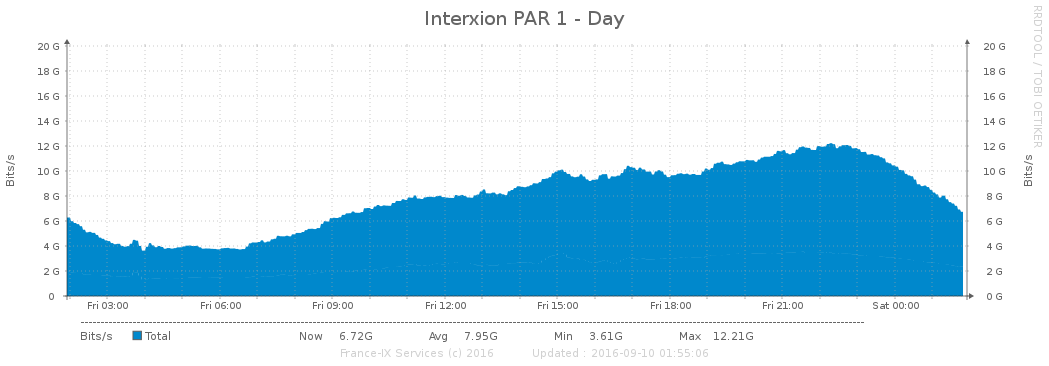 Interxion PAR 1 - Day
RRDTOOL / TOBI OETIKER
Bits/s
20 G 20 G
18 G 18 G
16 G 16 G
14 G 14 G
12 G 12 G
10 G 10 G
8 G 8 G
6 G 6 G
4 G 4 G
2 G 2 G
0 0 G
Bits/s
Fri 03:00 Fri 06:00 Fri 09:00 Fri 12:00 Fri 15:00 Fri 18:00 Fri 21:00 Sat 00:00
Bits/s Total Now 6.72G Avg 7.95G Min 3.61G Max 12.21G
France-IX Services (c) 2016 Updated : 2016-09-10 01:55:06